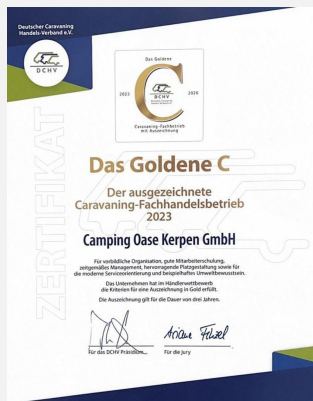 Deutscher Caravaning
Handels-Verband e.V.
DCHV
Das Goldene
2023
C
2026
DCHV
Caravaning-Fachbetrieb
mit Auszeichnung
ZERTIFIKAT
Das Goldene C
Der ausgezeichnete
Caravaning-Fachhandelsbetrieb
2023
Camping Oase Kerpen GmbH
Für vorbildliche Organisation, gute Mitarbeiterschulung,
zeitgemäßes Management, hervorragende Platzgestaltung sowie für
die moderne Serviceorientierung und beispielhaftes Umweltbewusstsein.
Das Unternehmen hat im Händlerwettbewerb
die Kriterien für eine Auszeichnung in Gold erfüllt.
Die Auszeichnung gilt für die Dauer von drei Jahren.
Für das DCHV Präsidium
Für die Jury